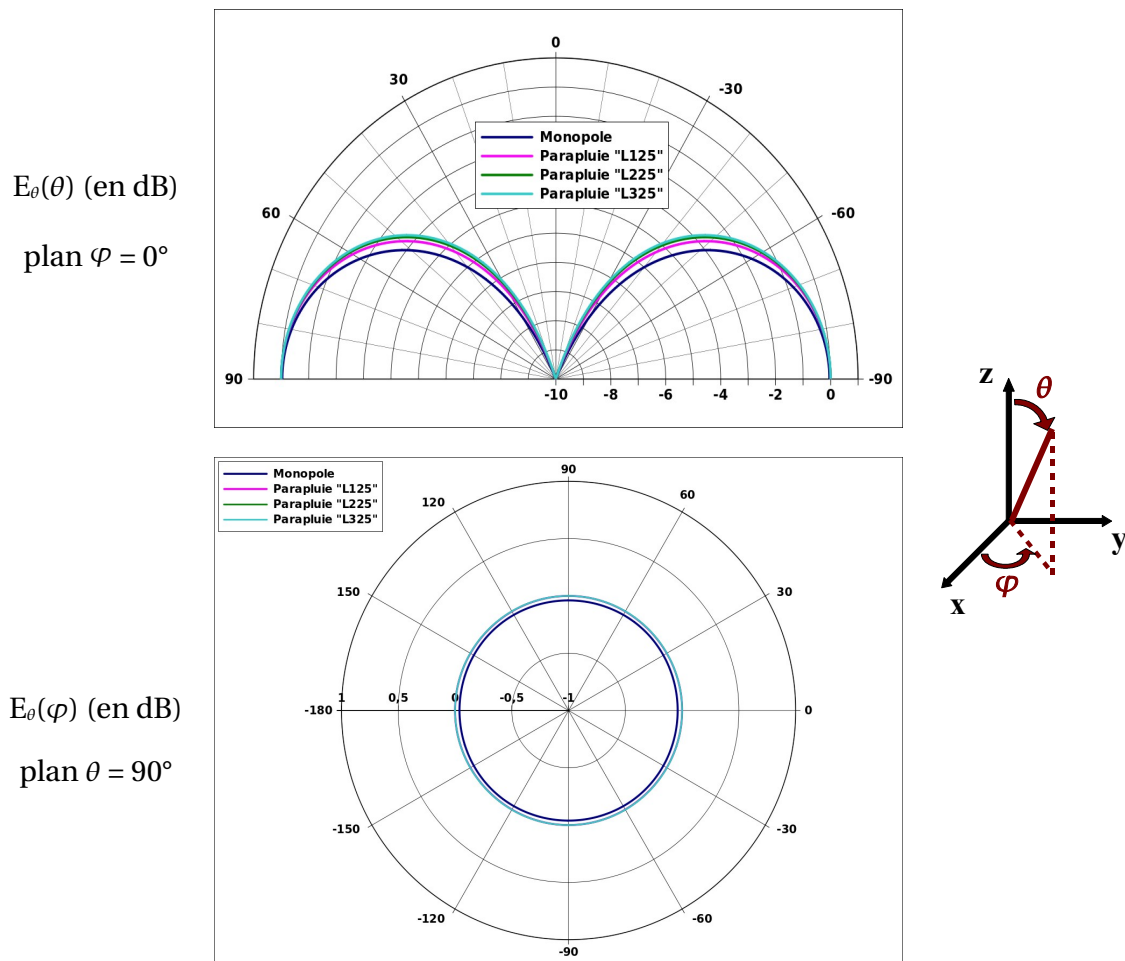 0
30
-30
Monopole
Parapluie "L125"
Parapluie "L225"
Parapluie "L325"
60
-60
90
-90
-10 -8 -6 -4 -2 0
Eθ(θ) (en dB)
plan φ = 0°
z
θ
y
φ
x
Monopole
Parapluie "L125"
Parapluie "L225"
Parapluie "L325"
90
120
60
150
30
1 0,5 0 -0,5 -1
-180
0
-150
-30
-120
-60
-90
Eθ(φ) (en dB)
plan θ = 90°